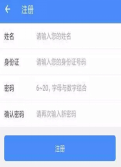 注册
姓名 请输入您的姓名
身份证 请输入您的身份证号码
密码 6-20, 字母与数字组合
确认密码 请再次输入新密码
注册